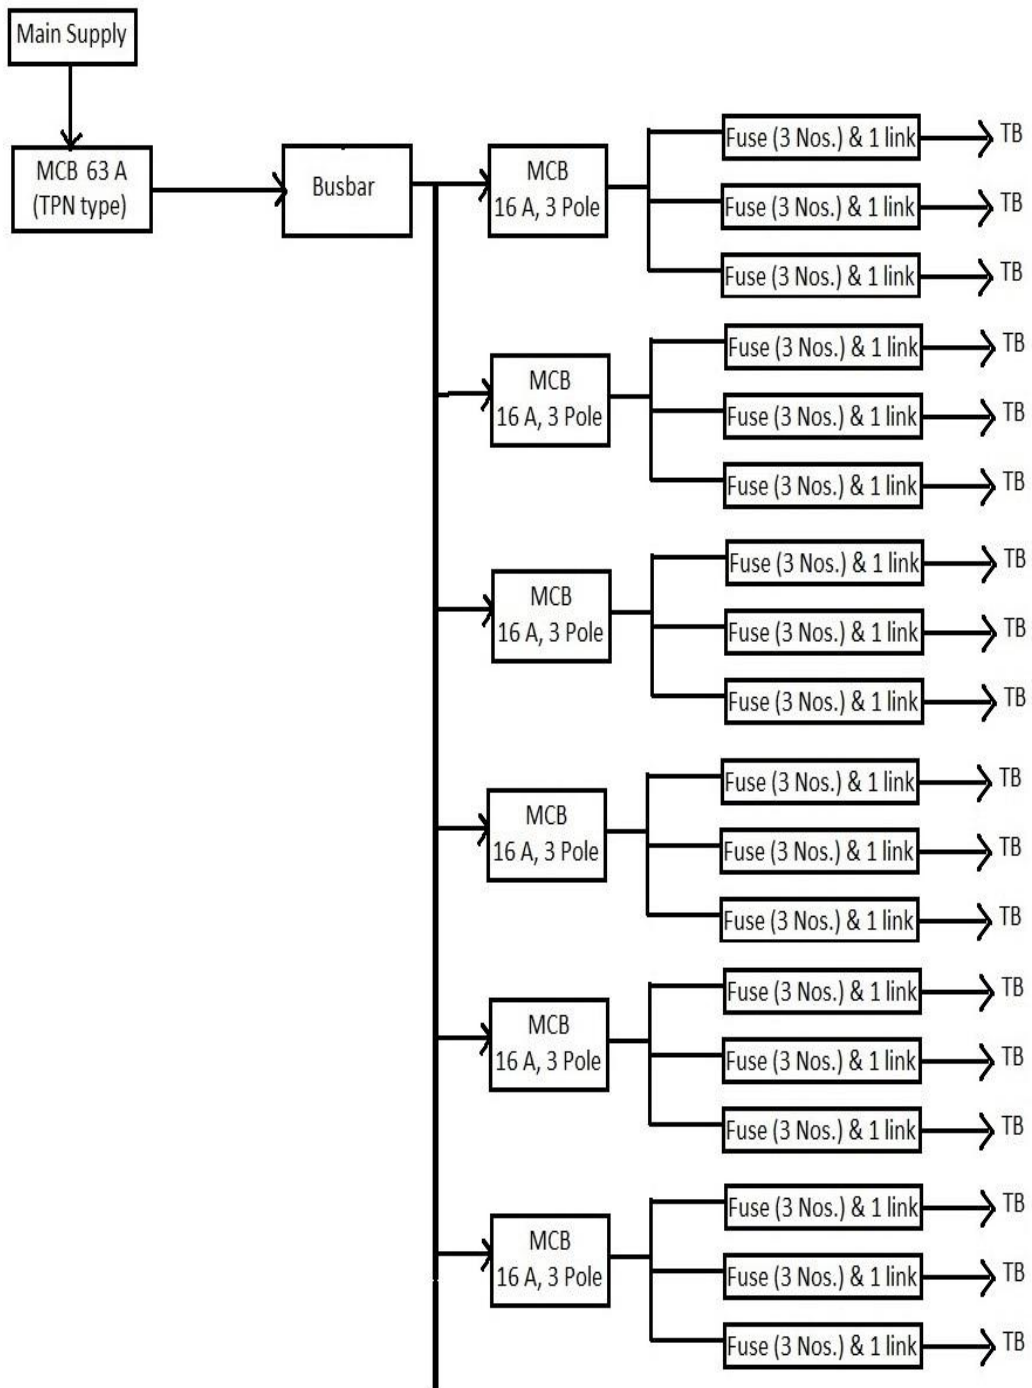 Main Supply
MCB 63 A
(TPN type)
Busbar
MCB
16 A, 3 Pole
Fuse (3 Nos.) & 1 link
TB
Fuse (3 Nos.) & 1 link
TB
Fuse (3 Nos.) & 1 link
TB
MCB
16 A, 3 Pole
Fuse (3 Nos.) & 1 link
TB
Fuse (3 Nos.) & 1 link
TB
Fuse (3 Nos.) & 1 link
TB
MCB
16 A, 3 Pole
Fuse (3 Nos.) & 1 link
TB
Fuse (3 Nos.) & 1 link
TB
Fuse (3 Nos.) & 1 link
TB
MCB
16 A, 3 Pole
Fuse (3 Nos.) & 1 link
TB
Fuse (3 Nos.) & 1 link
TB
Fuse (3 Nos.) & 1 link
TB
MCB
16 A, 3 Pole
Fuse (3 Nos.) & 1 link
TB
Fuse (3 Nos.) & 1 link
TB
Fuse (3 Nos.) & 1 link
TB
MCB
16 A, 3 Pole
Fuse (3 Nos.) & 1 link
TB
Fuse (3 Nos.) & 1 link
TB
Fuse (3 Nos.) & 1 link
TB